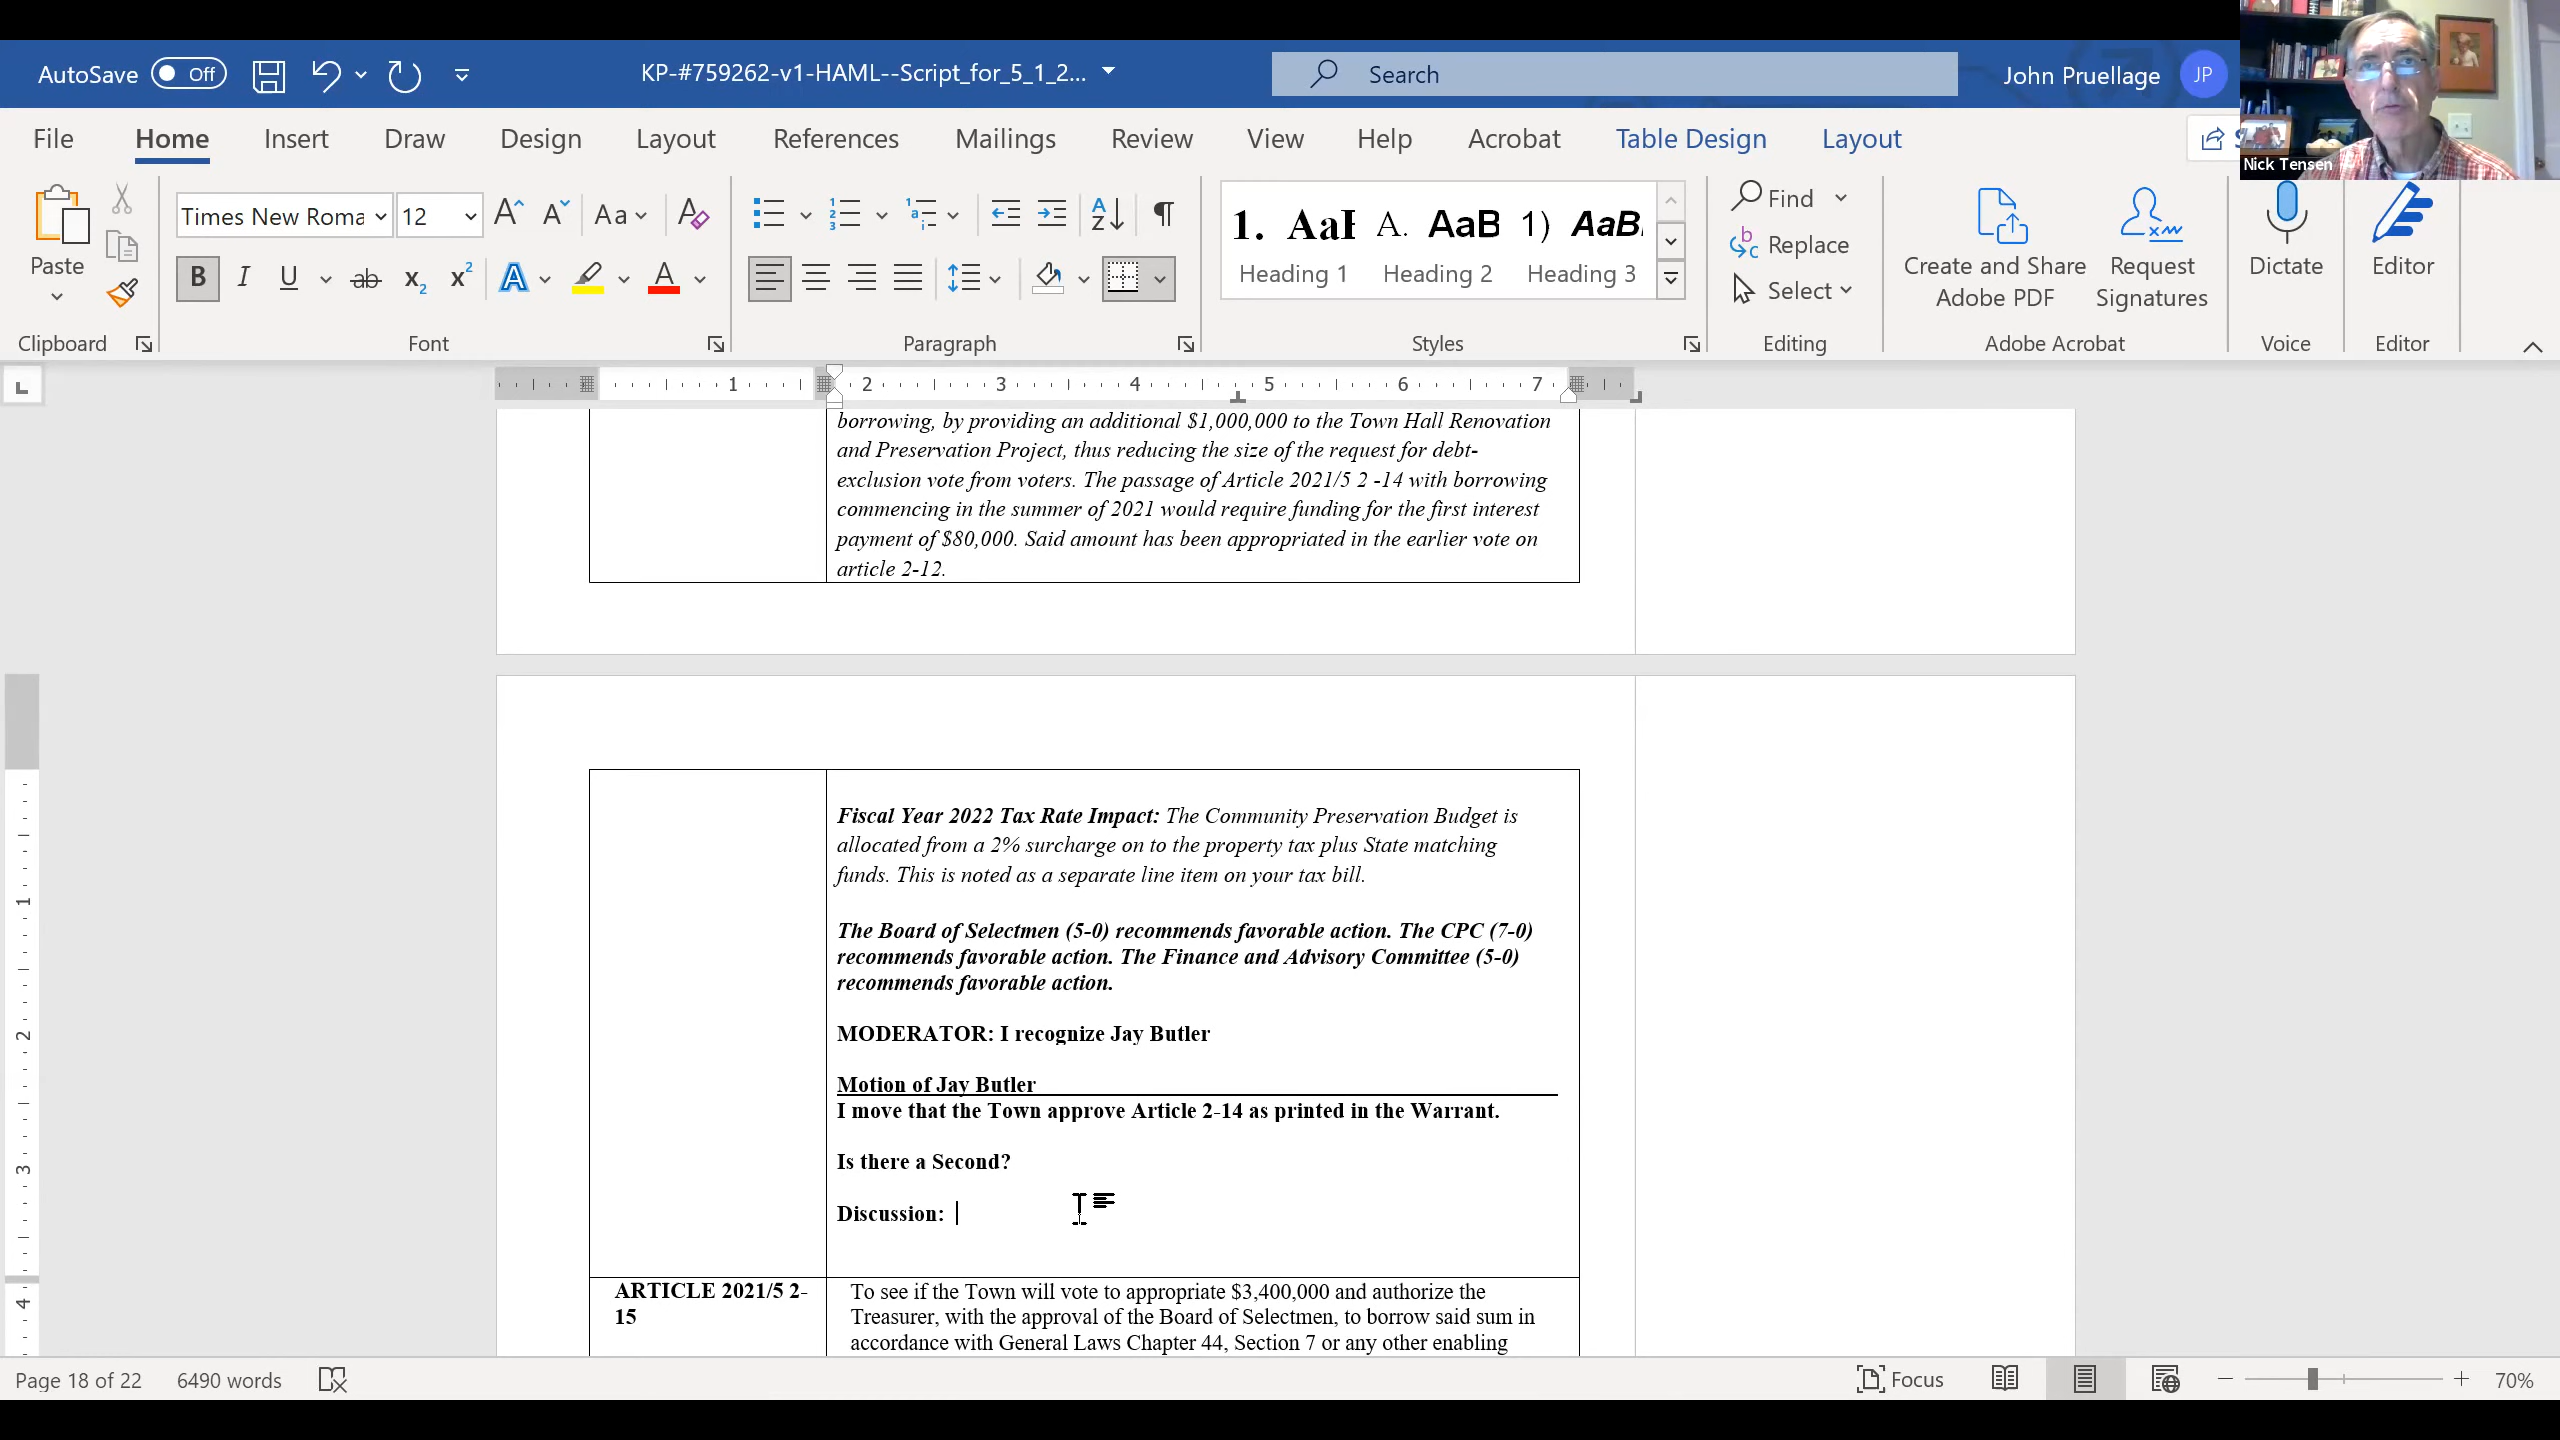 AutoSave Off KP-#759262-v1-HAML--Script_for_5_1_2... Search John Pruellage JP
File Home Insert Draw Design Layout References Mailings Review View Help Acrobat Table Design Layout
Nick Tensen
Times New Roma 12 Aa
1. AaI A. AaB 1) AaB
Find
Replace
Select
Paste
Heading 1 Heading 2 Heading 3
Create and Share
Adobe PDF
Request
Signatures
Dictate
Editor
Clipboard Font Paragraph Styles Editing Adobe Acrobat Voice Editor
1 2 3 4 5 6 7
borrowing, by providing an additional $1,000,000 to the Town Hall Renovation
and Preservation Project, thus reducing the size of the request for debt-
exclusion vote from voters. The passage of Article 2021/5 2 -14 with borrowing
commencing in the summer of 2021 would require funding for the first interest
payment of $80,000. Said amount has been appropriated in the earlier vote on
article 2-12.
Fiscal Year 2022 Tax Rate Impact: The Community Preservation Budget is
allocated from a 2% surcharge on to the property tax plus State matching
funds. This is noted as a separate line item on your tax bill.
The Board of Selectmen (5-0) recommends favorable action. The CPC (7-0)
recommends favorable action. The Finance and Advisory Committee (5-0)
recommends favorable action.
MODERATOR: I recognize Jay Butler
Motion of Jay Butler
I move that the Town approve Article 2-14 as printed in the Warrant.
Is there a Second?
Discussion:
ARTICLE 2021/5 2-
15
To see if the Town will vote to appropriate $3,400,000 and authorize the
Treasurer, with the approval of the Board of Selectmen, to borrow said sum in
accordance with General Laws Chapter 44, Section 7 or any other enabling
1
2
3
4
Page 18 of 22 6490 words Focus 70%